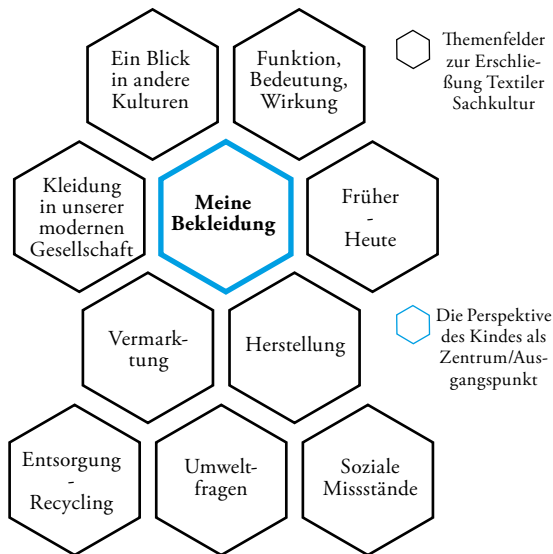 Ein Blick
in andere
Kulturen
Funktion,
Bedeutung,
Wirkung
Themenfelder
zur Erschlie-
ßung Textiler
Sachkultur
Kleidung
in unserer
modernen
Gesellschaft
Meine
Bekleidung
Früher
-
Heute
Vermark-
tung
Herstellung
Die Perspektive
des Kindes als
Zentrum/Aus-
gangspunkt
Entsorgung
-
Recycling
Umwelt-
fragen
Soziale
Missstände